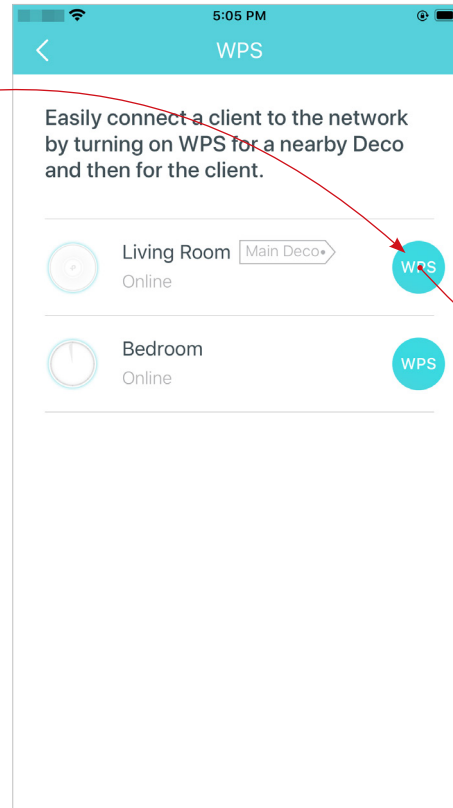 5:05 PM
WPS
Easily connect a client to the network
by turning on WPS for a nearby Deco
and then for the client.
Living Room Main Deco
WPS
Online
Bedroom
WPS
Online